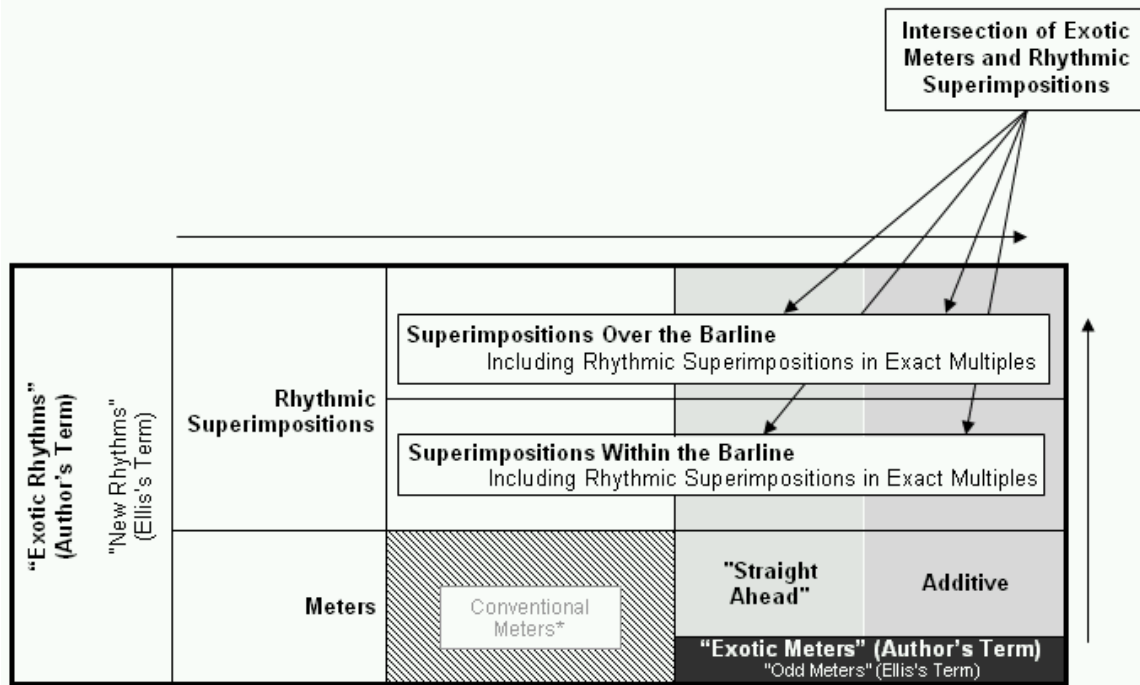 Intersection of Exotic
Meters and Rhythmic
Superimpositions
“Exotic Rhythms”
(Author’s Term)
"New Rhythms"
(Ellis's Term)
Rhythmic
Superimpositions
Superimpositions Over the Barline
Including Rhythmic Superimpositions in Exact Multiples
Superimpositions Within the Barline
Including Rhythmic Superimpositions in Exact Multiples
Meters
Conventional
Meters*
"Straight
Ahead"
Additive
“Exotic Meters” (Author’s Term)
"Odd Meters" (Ellis's Term)